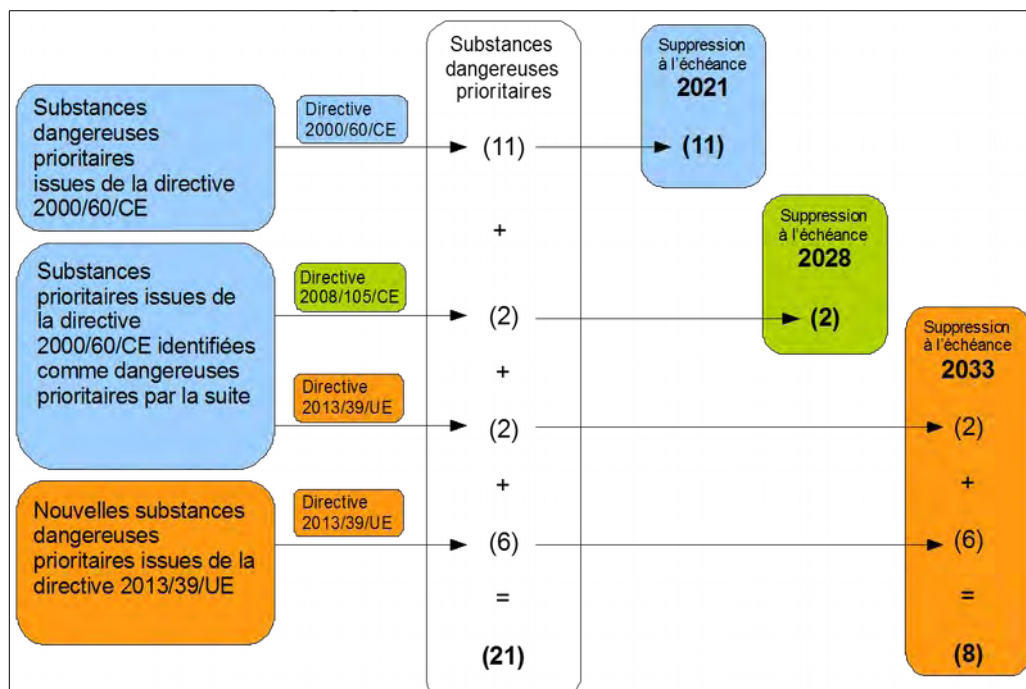 Substances
dangereuses
prioritaires
issues de la directive
2000/60/CE
Directive
2000/60/CE
Substances
dangereuses
prioritaires
(11)
Suppression
à l'échéance
2021
(11)
+
Substances
prioritaires issues de
la directive
2000/60/CE identifiées
comme dangereuses
prioritaires par la suite
Directive
2008/105/CE
(2)
Suppression
à l'échéance
2028
(2)
+
Directive
2013/39/UE
(2)
Suppression
à l'échéance
2033
(2)
+
+
Nouvelles substances
dangereuses
prioritaires issues de la
directive 2013/39/UE
Directive
2013/39/UE
(6)
(6)
=
=
(21)
(8)